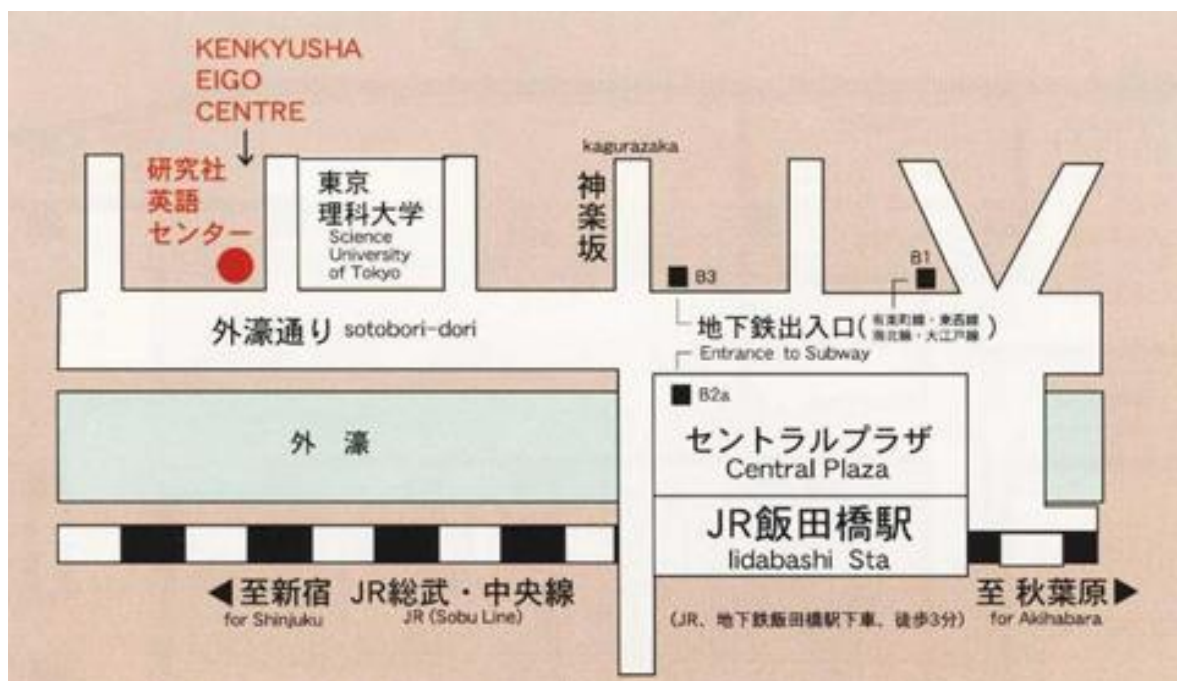 KENKYUSHA
EIGO
CENTRE
研究社
英語
センター
東京
理科大学
Science
University
of Tokyo
kagurazaka
神楽坂
B3
B1
外濠通り sotobori-dori
地下鉄出入口(有楽町線・東西線
南北線・大江戸線)
Entrance to Subway
B2a
外 濠
セントラルプラザ
Central Plaza
JR飯田橋駅
Iidabashi Sta
◀至新宿 JR総武・中央線
for Shinjuku JR (Sobu Line)
(JR、地下鉄飯田橋駅下車、徒歩3分)
至 秋葉原▶
for Akihabara